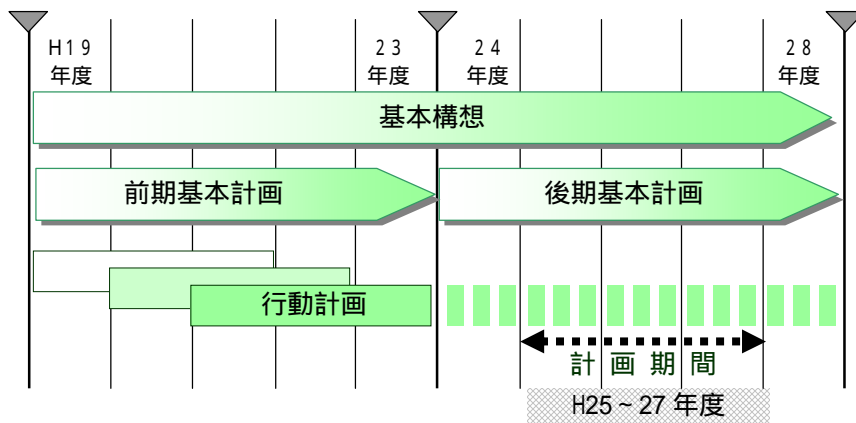 H19 ２３ ２４ ２８
年度 年度 年度 年度
基本構想
前期基本計画 後期基本計画
行動計画
計画期間
H25～27 年度